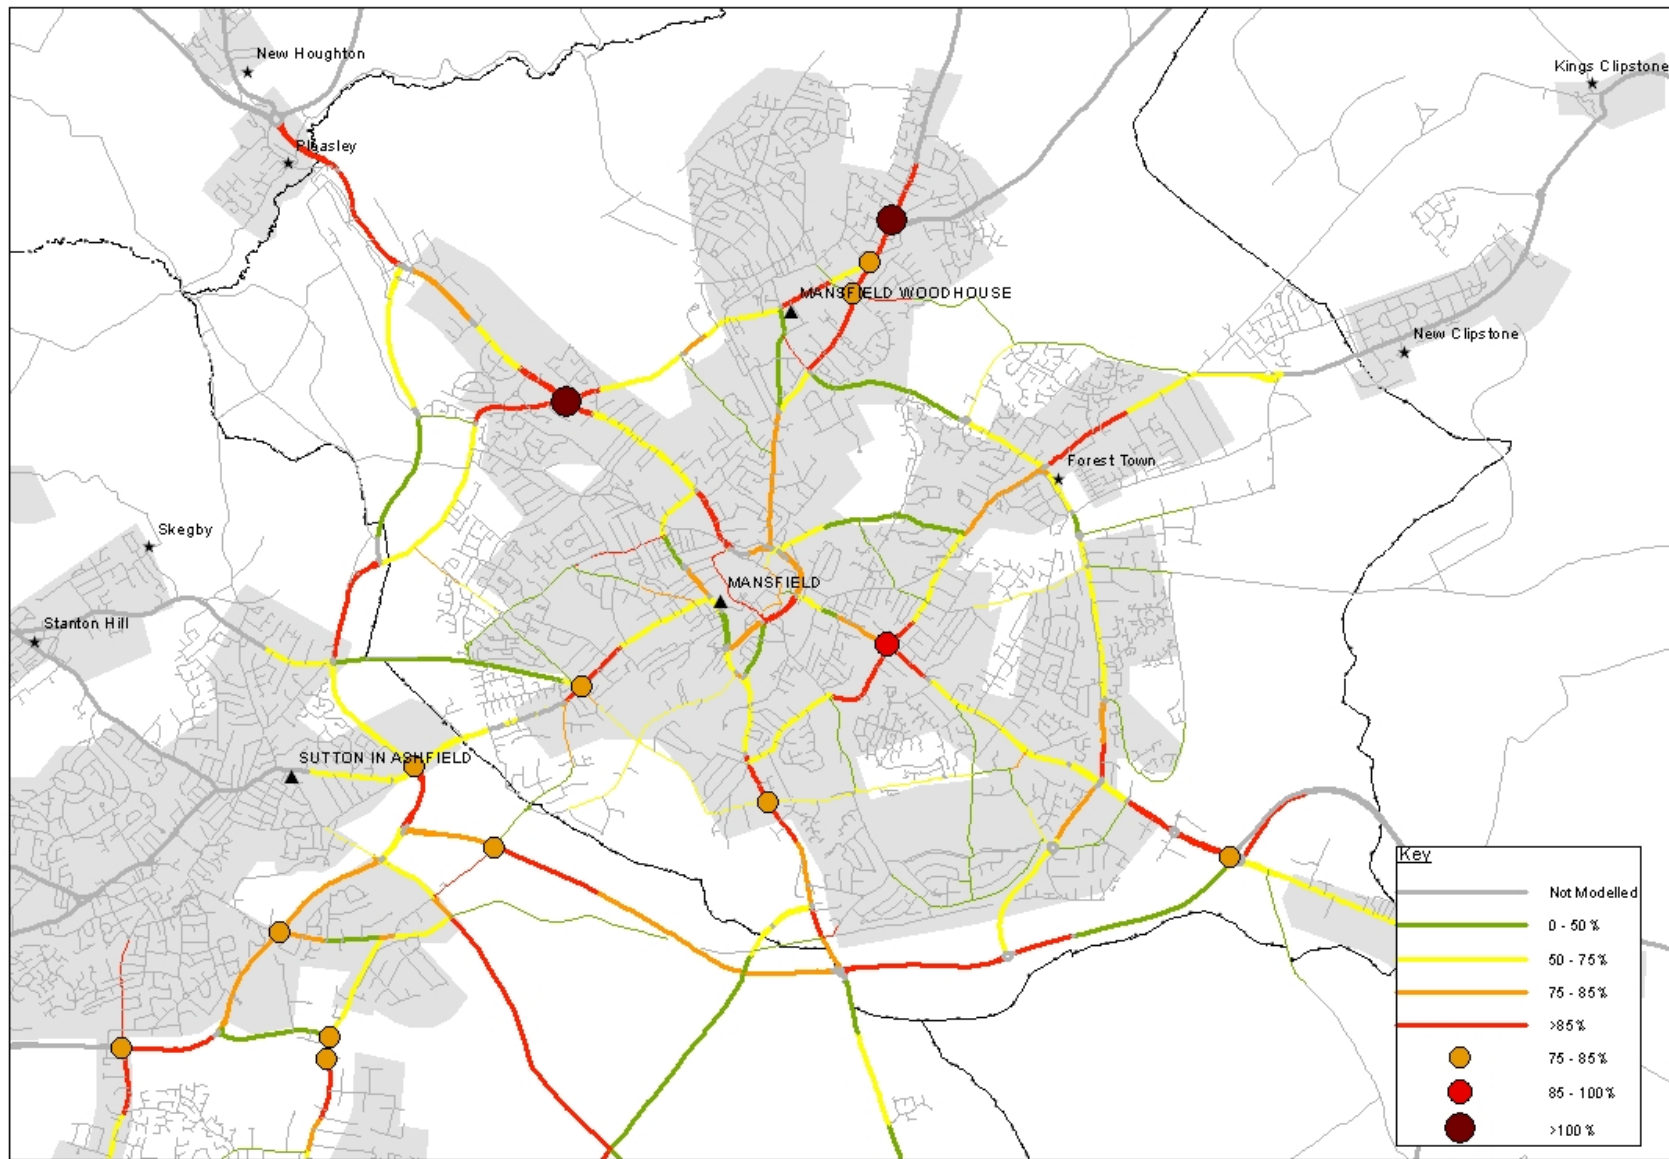 New Houghton
Kings Clipstone
Pleasley
MANSFIELD WOODHOUSE
New Clipstone
Forest Town
Skegby
MANSFIELD
Stanton Hill
SUTTON IN ASHFIELD
Key
Not Modelled
0 - 50%
50 - 75%
75 - 85%
>85%
75 - 85%
85 - 100%
>100%